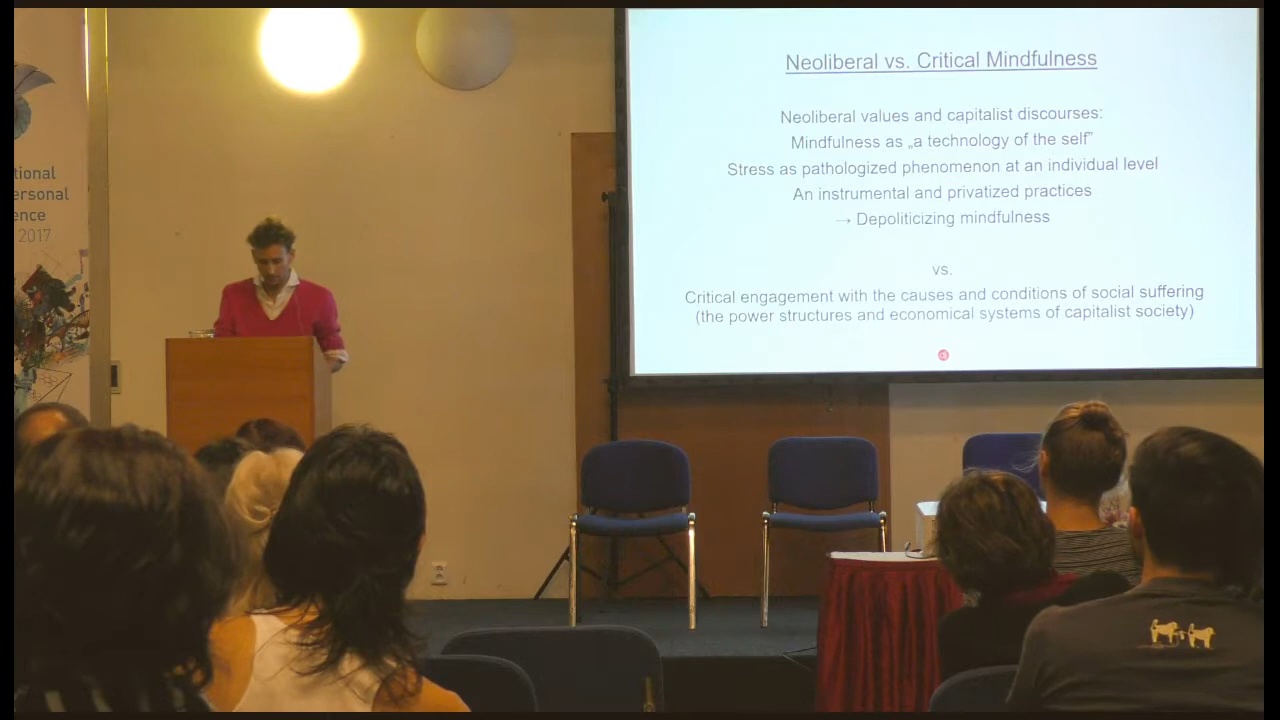 tional
ersonal
ence
2017
Neoliberal vs. Critical Mindfulness
Neoliberal values and capitalist discourses:
Mindfulness as „a technology of the self”
Stress as pathologized phenomenon at an individual level
An instrumental and privatized practices
→ Depoliticizing mindfulness
vs.
Critical engagement with the causes and conditions of social suffering
(the power structures and economical systems of capitalist society)